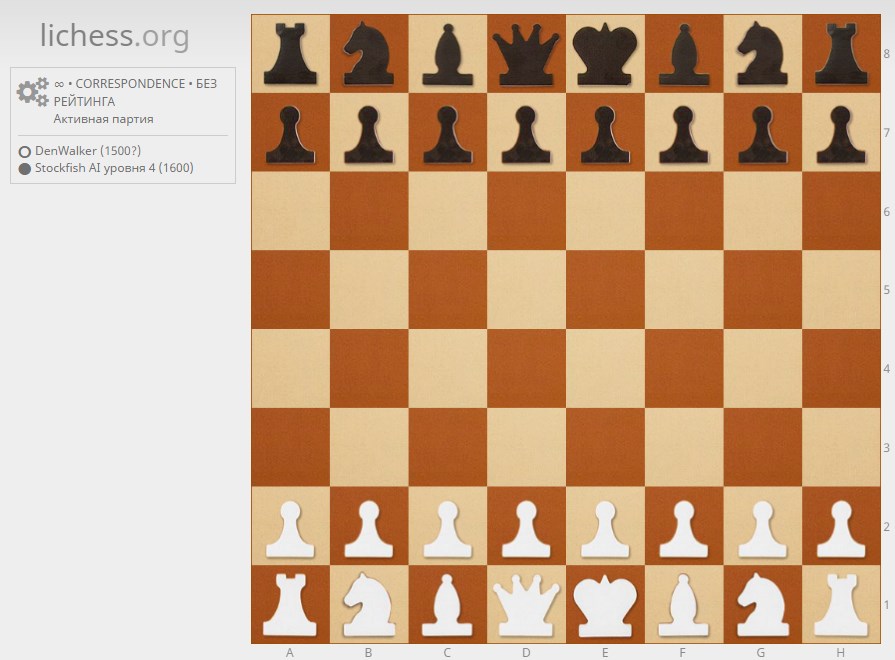 lichess.org
∞ • CORRESPONDENCE • БЕЗ
РЕЙТИНГА
Активная партия
DenWalker (1500?)
Stockfish AI уровня 4 (1600)
8
7
6
5
4
3
2
1
A B C D E F G H